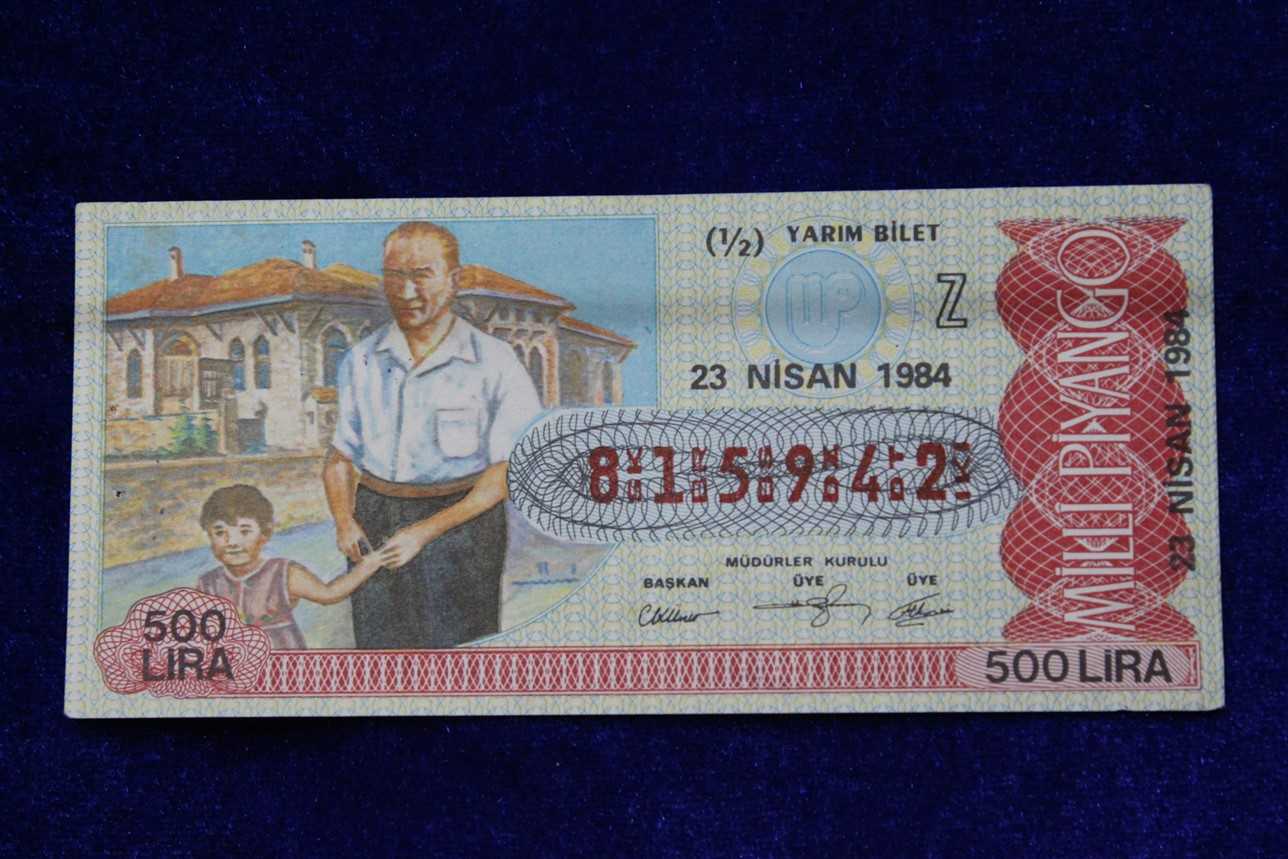 (½) YARIM BİLET
Z
23 NİSAN 1984
8 1 5 9 4 2
MÜDÜRLER KURULU
BAŞKAN ÜYE ÜYE
500
LİRA
500 LİRA
MİLLİ PİYANGO
23 NİSAN 1984